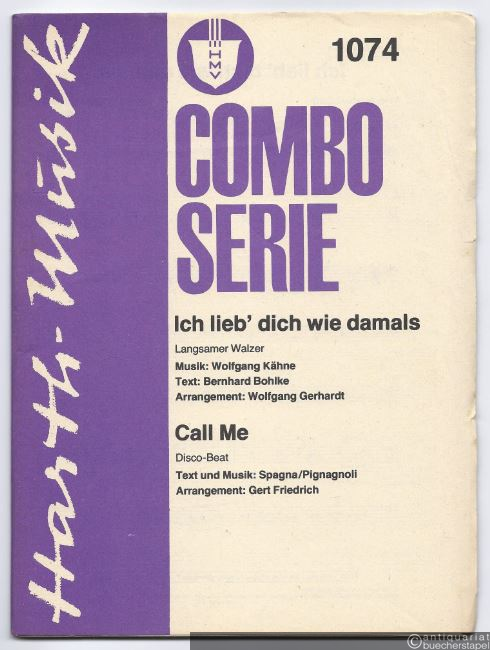 Harth-Musik
HMV
1074
COMBO
SERIE
Ich lieb' dich wie damals
Langsamer Walzer
Musik: Wolfgang Kähne
Text: Bernhard Bohlke
Arrangement: Wolfgang Gerhardt
Call Me
Disco-Beat
Text und Musik: Spagna/Pignagnoli
Arrangement: Gert Friedrich
©antiquariat
buecherstapel